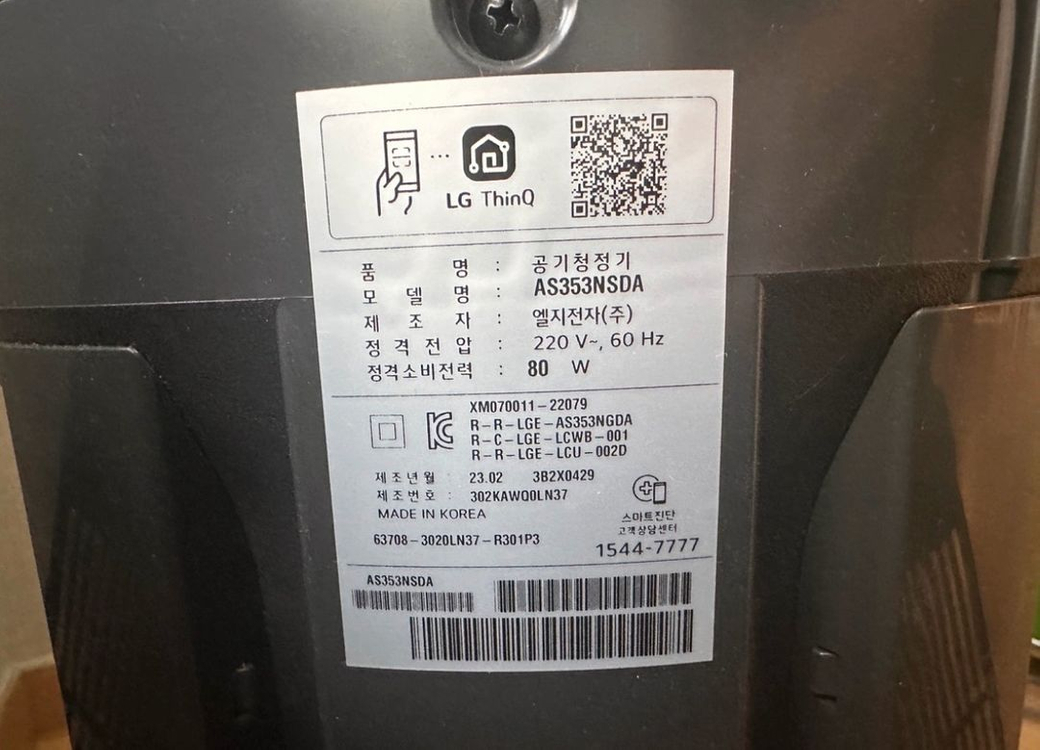 LG ThinQ
품 명 : 공기청정기
모 델 명 : AS353NSDA
제 조 자 : 엘지전자(주)
정 격 전 압 : 220 V~, 60 Hz
정격소비전력 : 80 W
XM070011-22079
R-R-LGE-AS353NGDA
R-C-LGE-LCWB-001
R-R-LGE-LCU-002D
제조년월 : 23.02 3B2X0429
제조번호 : 302KAWQ0LN37
MADE IN KOREA
스마트진단
고객상담센터
63708-3020LN37-R301P3
1544-7777
AS353NSDA